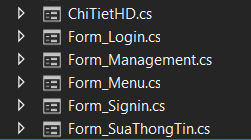 ChiTietHD.cs
Form_Login.cs
Form_Management.cs
Form_Menu.cs
Form_Signin.cs
Form_SuaThongTin.cs